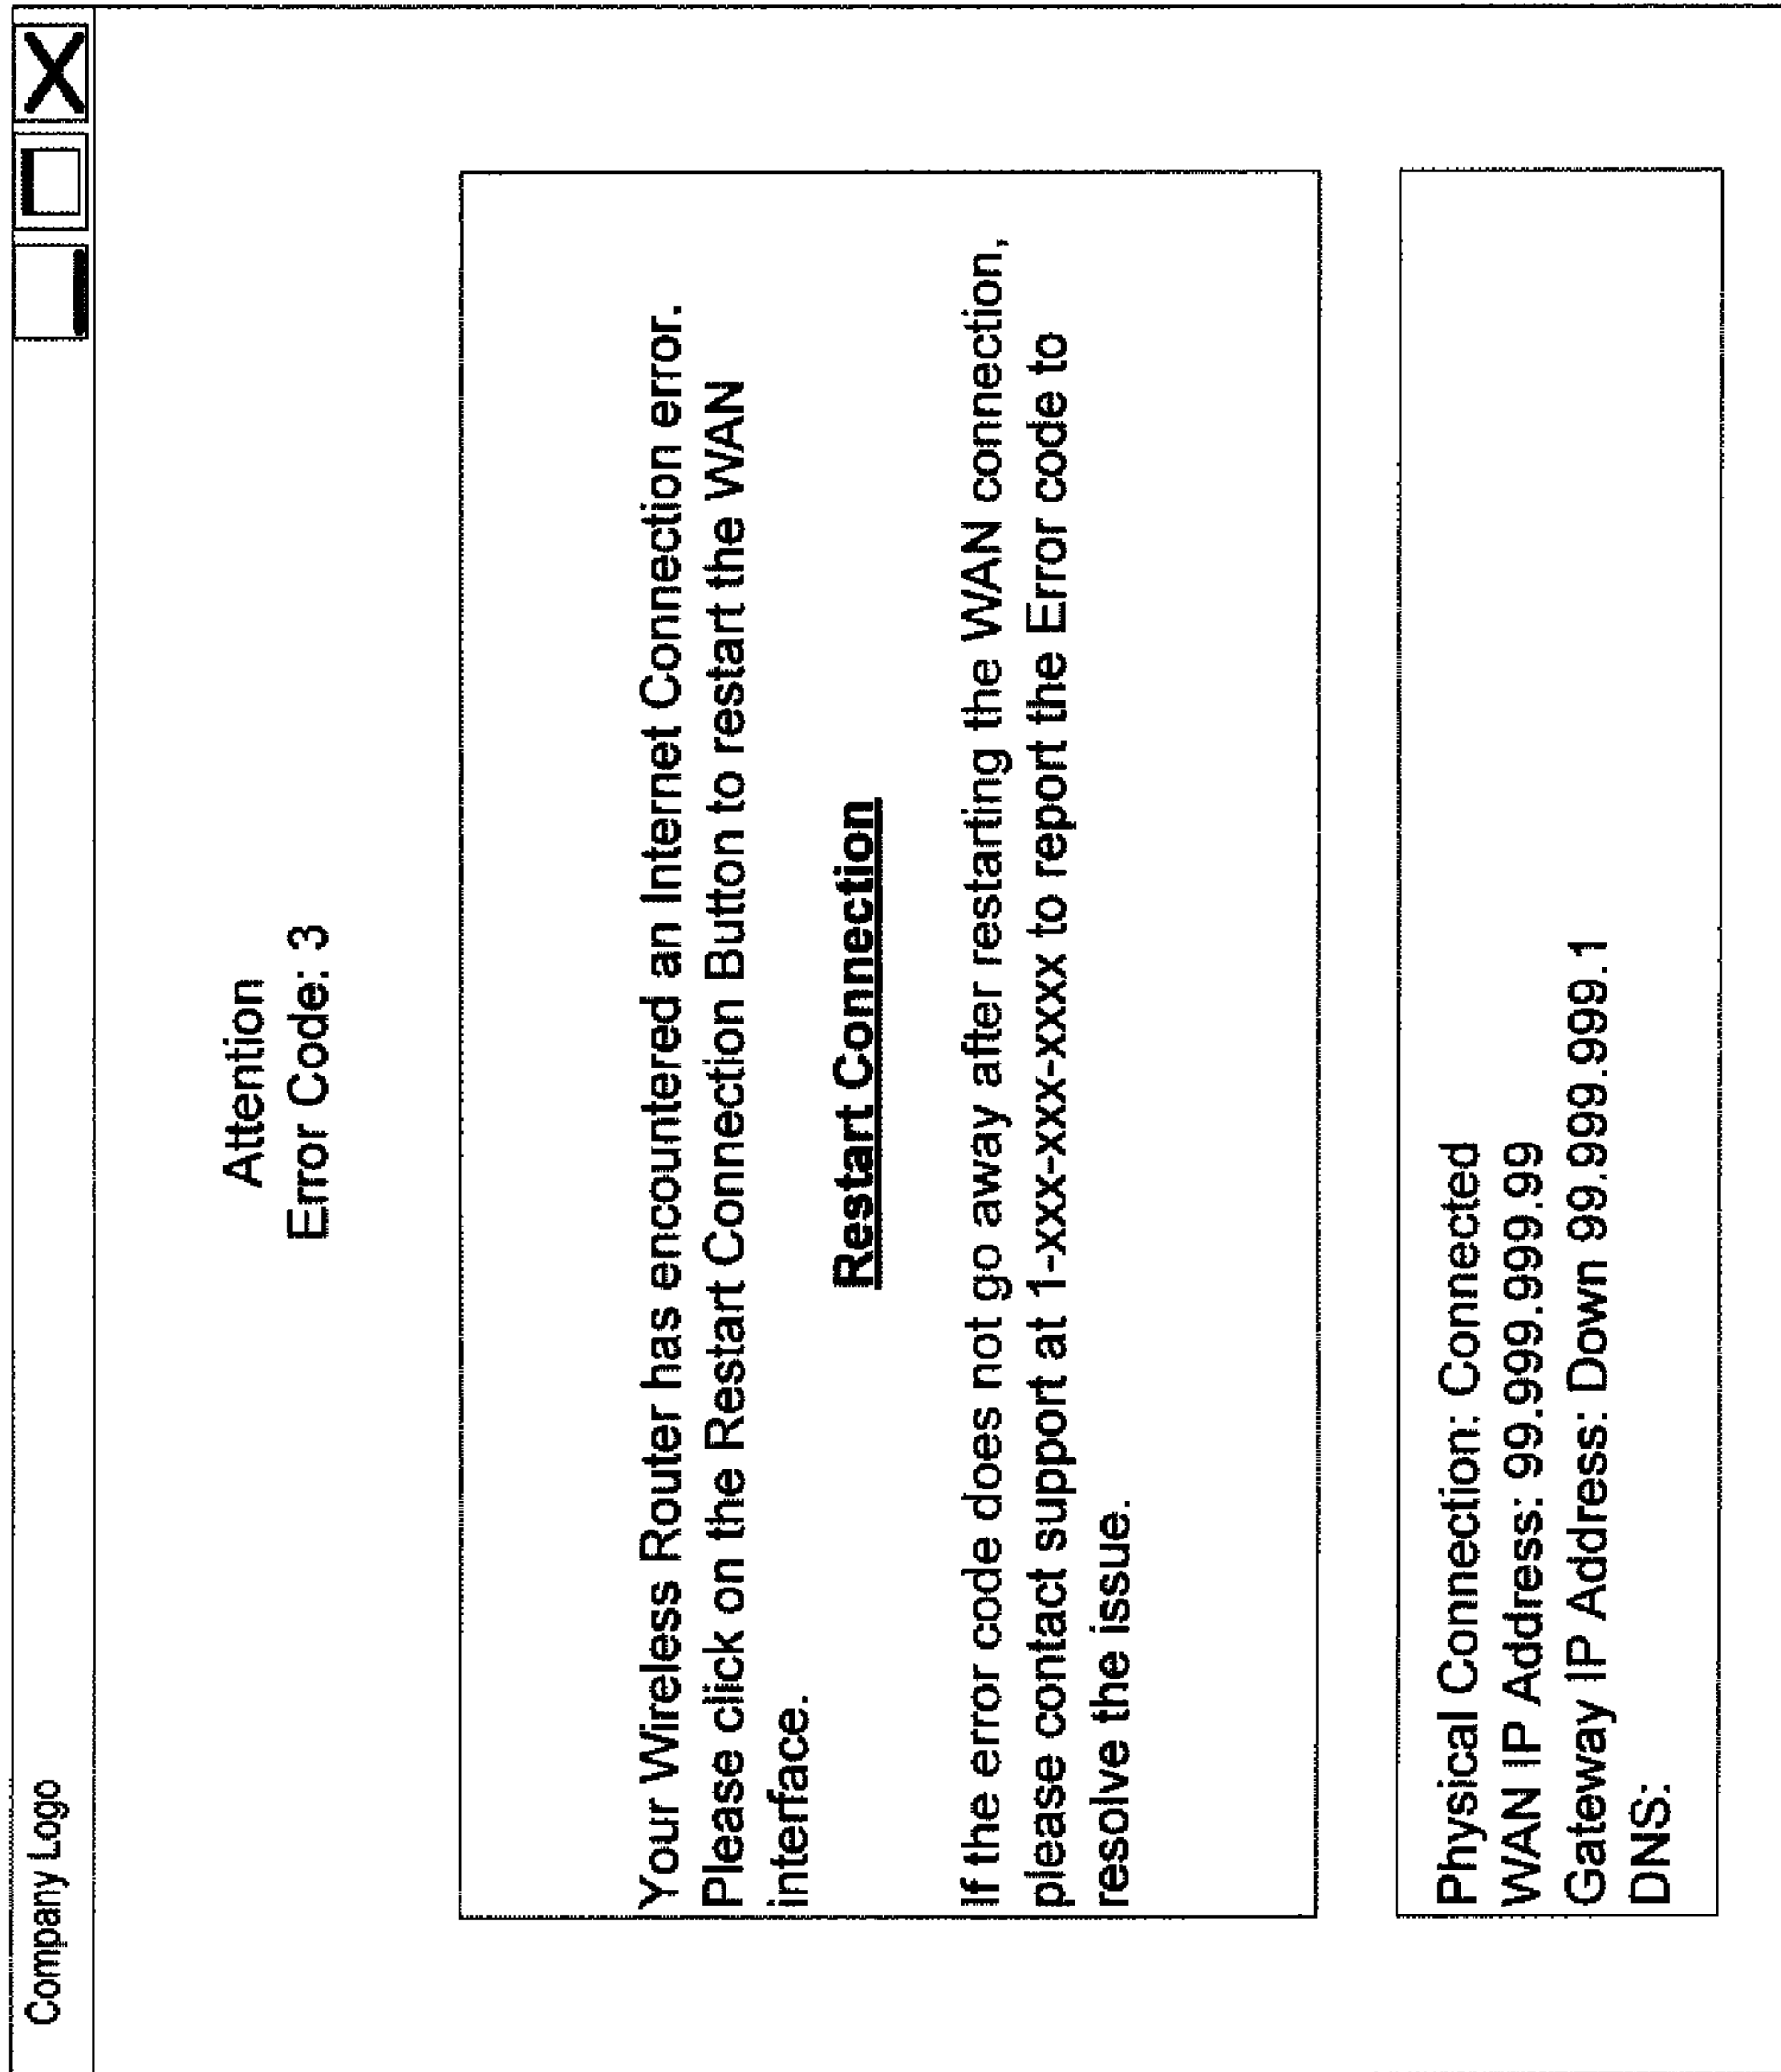 Company Logo
Attention
Error Code: 3
Your Wireless Router has encountered an Internet Connection error.
Please click on the Restart Connection Button to restart the WAN
interface.
Restart Connection
If the error code does not go away after restarting the WAN connection,
please contact support at 1-xxx-xxx-xxxx to report the Error code to
resolve the issue.
Physical Connection: Connected
WAN IP Address: 99.999.999.99
Gateway IP Address: Down 99.999.999.1
DNS: